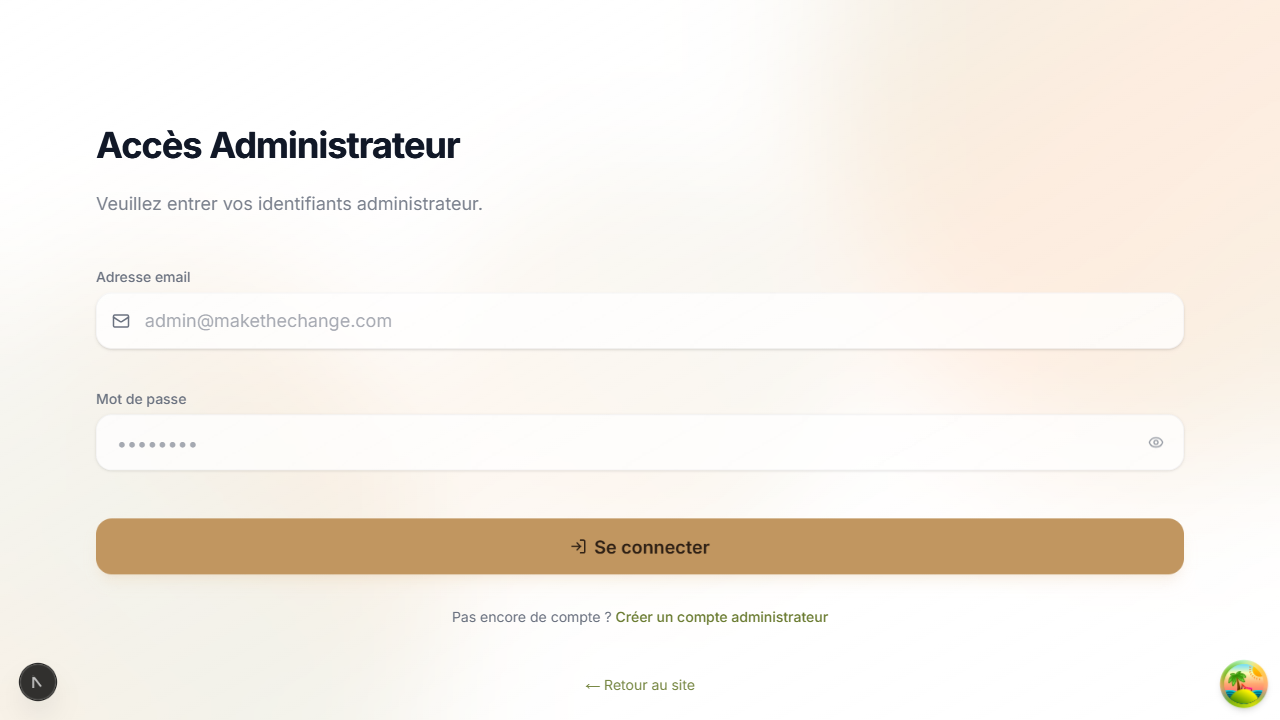 Accès Administrateur
Veuillez entrer vos identifiants administrateur.
Adresse email
admin@makethechange.com
Mot de passe
••••••••
Se connecter
Pas encore de compte ? Créer un compte administrateur
← Retour au site